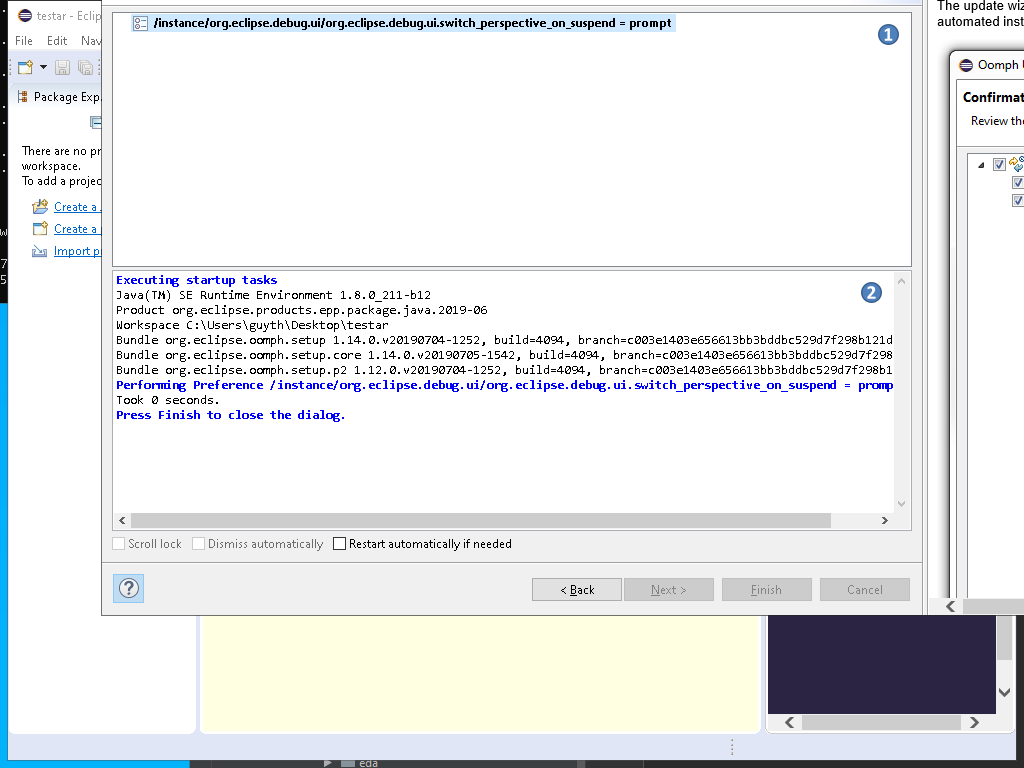 testar - Eclip
File Edit Nav
Package Exp
There are no pr
workspace.
To add a projec
Create a
Create a
Import p
/instance/org.eclipse.debug.ui/org.eclipse.debug.ui.switch_perspective_on_suspend = prompt
1
Executing startup tasks
Java(TM) SE Runtime Environment 1.8.0_211-b12
Product org.eclipse.products.epp.package.java.2019-06
Workspace C:\Users\guyth\Desktop\testar
Bundle org.eclipse.oomph.setup 1.14.0.v20190704-1252, build=4094, branch=c003e1403e656613bb3bddbc529d7f298b121d
Bundle org.eclipse.oomph.setup.core 1.14.0.v20190705-1542, build=4094, branch=c003e1403e656613bb3bddbc529d7f298
Bundle org.eclipse.oomph.setup.p2 1.12.0.v20190704-1252, build=4094, branch=c003e1403e656613bb3bddbc529d7f298b1
Performing Preference /instance/org.eclipse.debug.ui/org.eclipse.debug.ui.switch_perspective_on_suspend = promp
Took 0 seconds.
Press Finish to close the dialog.
2
Scroll lock Dismiss automatically Restart automatically if needed
? < Back Next > Finish Cancel
The update wiz
automated inst
Oomph
Confirmat
Review the
w
7
5
eda